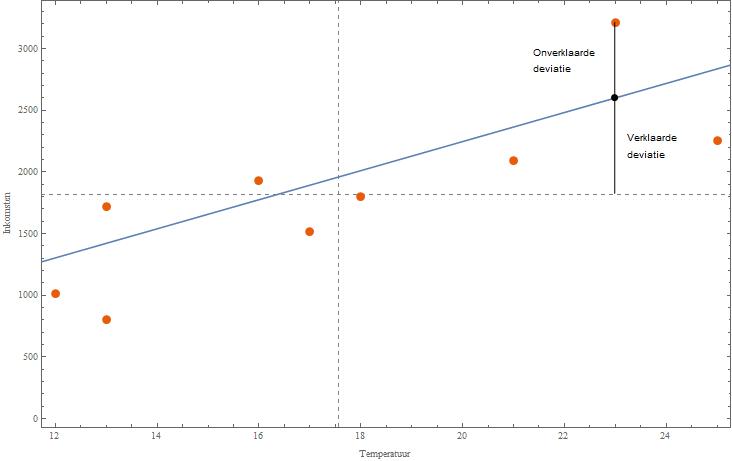 3000
2500
2000
1500
1000
500
0
Inkomsten
Onverklaarde
deviatie
Verklaarde
deviatie
12 14 16 18 20 22 24
Temperatuur